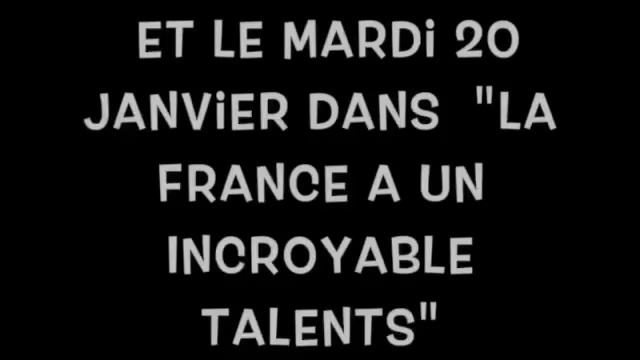 ET LE MARDi 20
JANViER DANS "LA
FRANCE A UN
INCROYABLE
TALENTS"